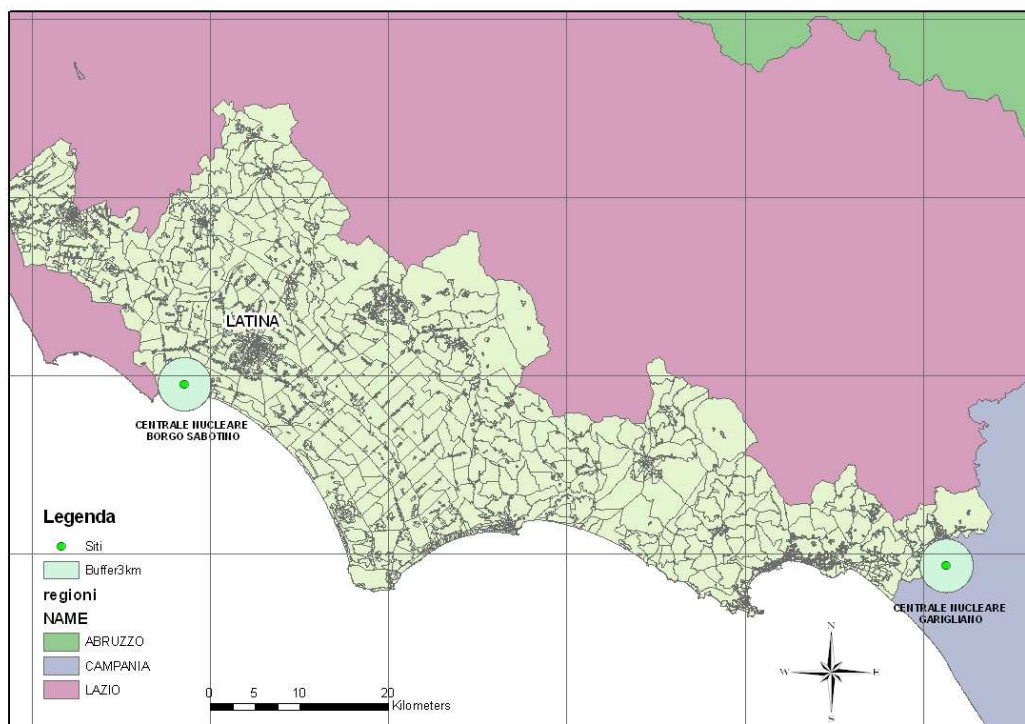 LATINA
CENTRALE NUCLEARE
BORGO SABOTINO
CENTRALE NUCLEARE
GARIGLIANO
Legenda
Siti
Buffer3km
regioni
NAME
ABRUZZO
CAMPANIA
LAZIO
0 5 10 20
Kilometers
N
W E
S